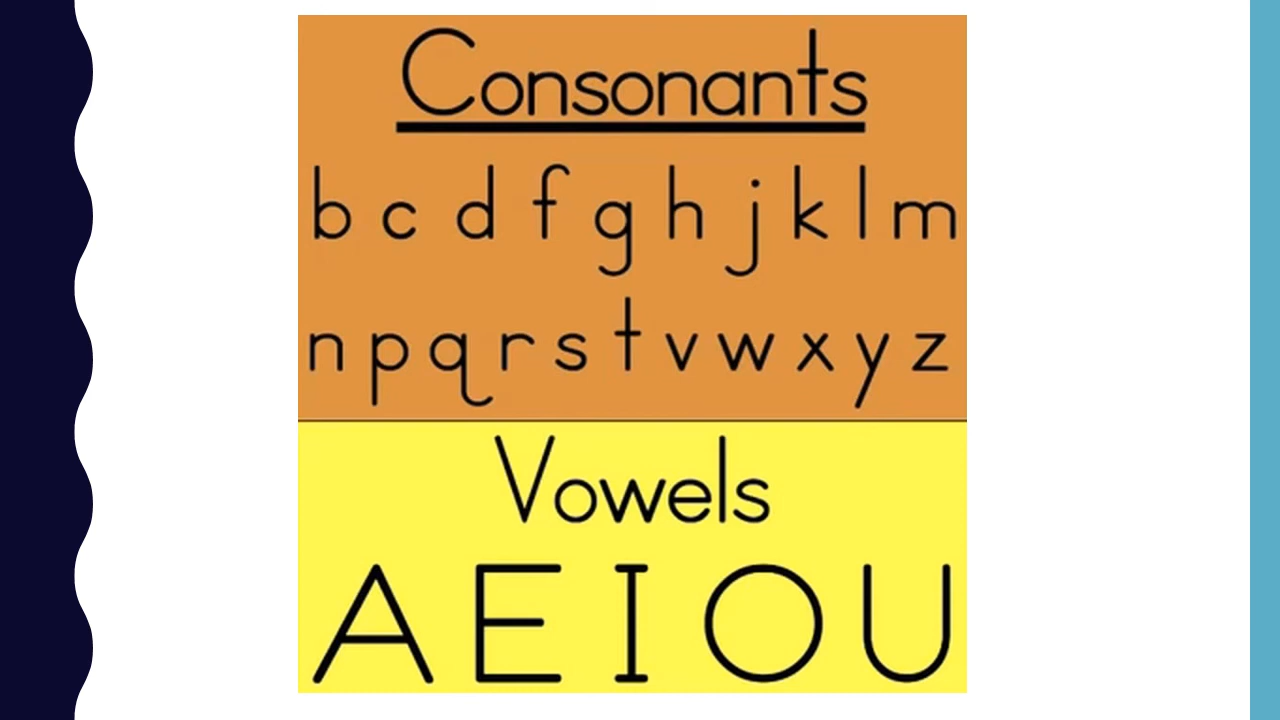 Consonants
b c d f g h j k l m
n p q r s t v w x y z
Vowels
A E I O U